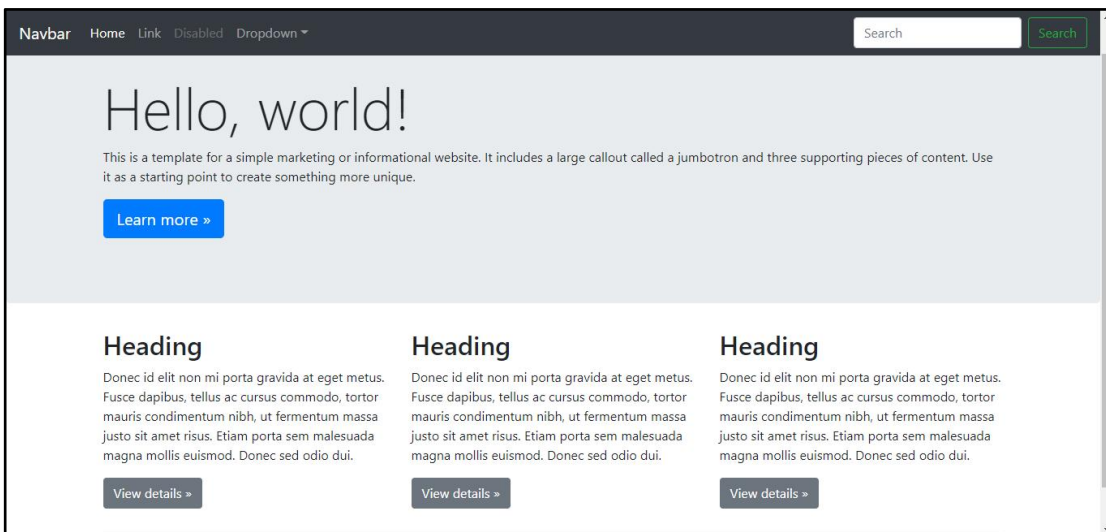 Navbar Home Link Disabled Dropdown Search Search
Hello, world!
This is a template for a simple marketing or informational website. It includes a large callout called a jumbotron and three supporting pieces of content. Use
it as a starting point to create something more unique.
Learn more »
Heading
Donec id elit non mi porta gravida at eget metus.
Fusce dapibus, tellus ac cursus commodo, tortor
mauris condimentum nibh, ut fermentum massa
justo sit amet risus. Etiam porta sem malesuada
magna mollis euismod. Donec sed odio dui.
View details »
Heading
Donec id elit non mi porta gravida at eget metus.
Fusce dapibus, tellus ac cursus commodo, tortor
mauris condimentum nibh, ut fermentum massa
justo sit amet risus. Etiam porta sem malesuada
magna mollis euismod. Donec sed odio dui.
View details »
Heading
Donec id elit non mi porta gravida at eget metus.
Fusce dapibus, tellus ac cursus commodo, tortor
mauris condimentum nibh, ut fermentum massa
justo sit amet risus. Etiam porta sem malesuada
magna mollis euismod. Donec sed odio dui.
View details »